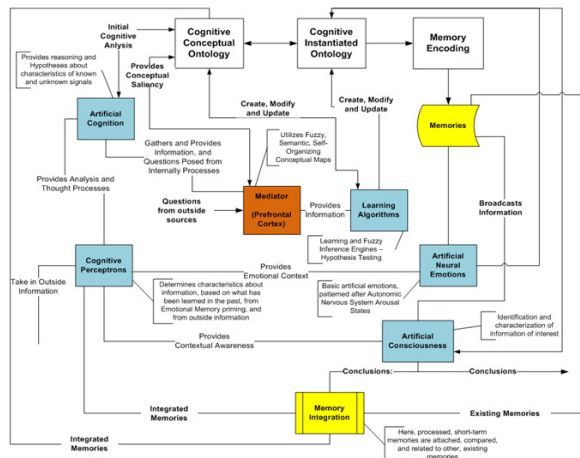 Initial
Cognitive
Anlysis
Cognitive
Conceptual
Ontology
Cognitive
Instantiated
Ontology
Memory
Encoding
Provides reasoning and
Hypotheses about
characteristics of known
and unknown signals
Provides
Conceptual
Saliency
Artificial
Cognition
Create, Modify
and Update
Create, Modify
and Update
Memories
Gathers and Provides
Information, and
Questions Posed from
Internally Processes
Utilizes Fuzzy,
Semantic, Self-
Organizing
Conceptual Maps
Provides Analysis and
Thought Processes
Questions
from outside
sources
Mediator
(Prefrontal
Cortex)
Provides
Information
Learning
Algorithms
Broadcasts
Information
Learning and Fuzzy
Inference Engines –
Hypothesis Testing
Cognitive
Perceptrons
Provides
Emotional Context
Artificial
Neural
Emotions
Take in Outside
Information
Determines characteristics about
information, based on what
has been learned in the past, from
Emotional Memory priming, and
from outside information
Basic artificial emotions,
patterned after Autonomic
Nervous System Arousal
States
Provides
Contextual Awareness
Artificial
Consciousness
Identification and
characterization of
information of interest
Conclusions:
Conclusions
Integrated
Memories
Memory
Integration
Existing Memories
Integrated
Memories
Here, processed, short-term
memories are attached, compared,
and related to other, existing
memories